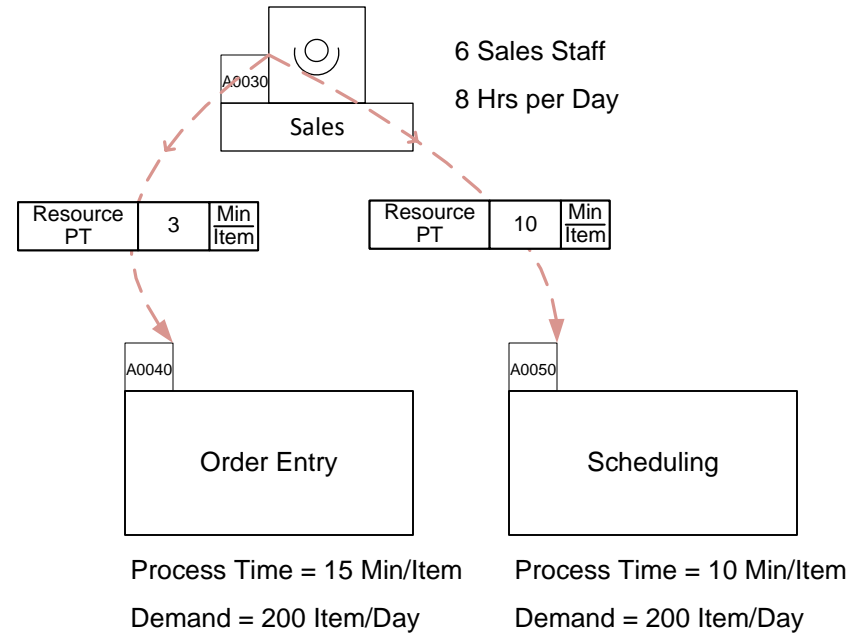 6 Sales Staff
A0030
8 Hrs per Day
Sales
Resource
PT
3
Min
Item
Resource
PT
10
Min
Item
A0040
A0050
Order Entry
Scheduling
Process Time = 15 Min/Item
Demand = 200 Item/Day
Process Time = 10 Min/Item
Demand = 200 Item/Day